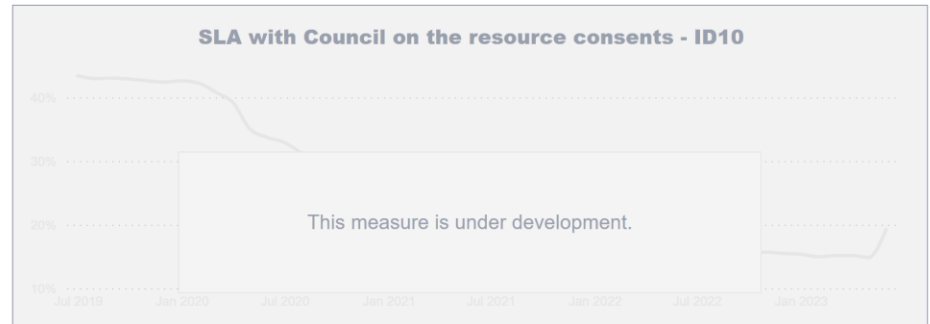 SLA with Council on the resource consents - ID10
40%
30%
This measure is under development.
20%
10%
Jul 2019 Jan 2020 Jul 2020 Jan 2021 Jul 2021 Jan 2022 Jul 2022 Jan 2023